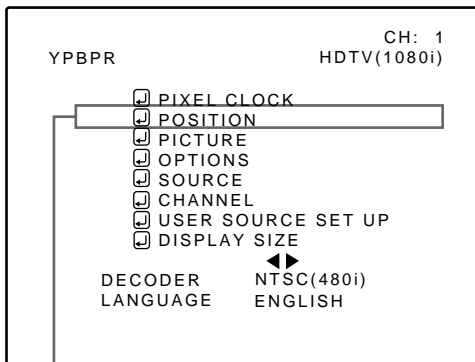 CH: 1
YPBPR HDTV(1080i)
PIXEL CLOCK
POSITION
PICTURE
OPTIONS
SOURCE
CHANNEL
USER SOURCE SET UP
DISPLAY SIZE
DECODER NTSC(480i)
LANGUAGE ENGLISH